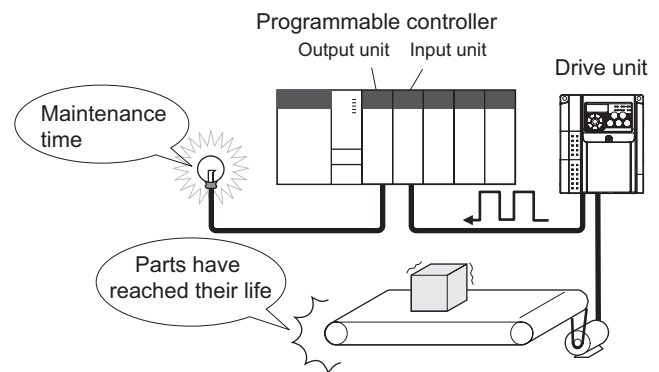 Programmable controller
Output unit
Input unit
Drive unit
Maintenance
time
Parts have
reached their life